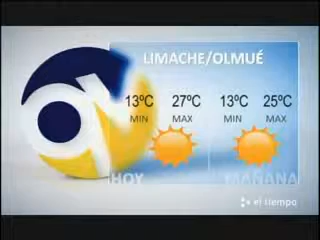 LIMACHE/OLMUÉ
13ºC 27ºC 13ºC 25ºC
MIN MAX MIN MAX
HOY MAÑANA
el tiempo